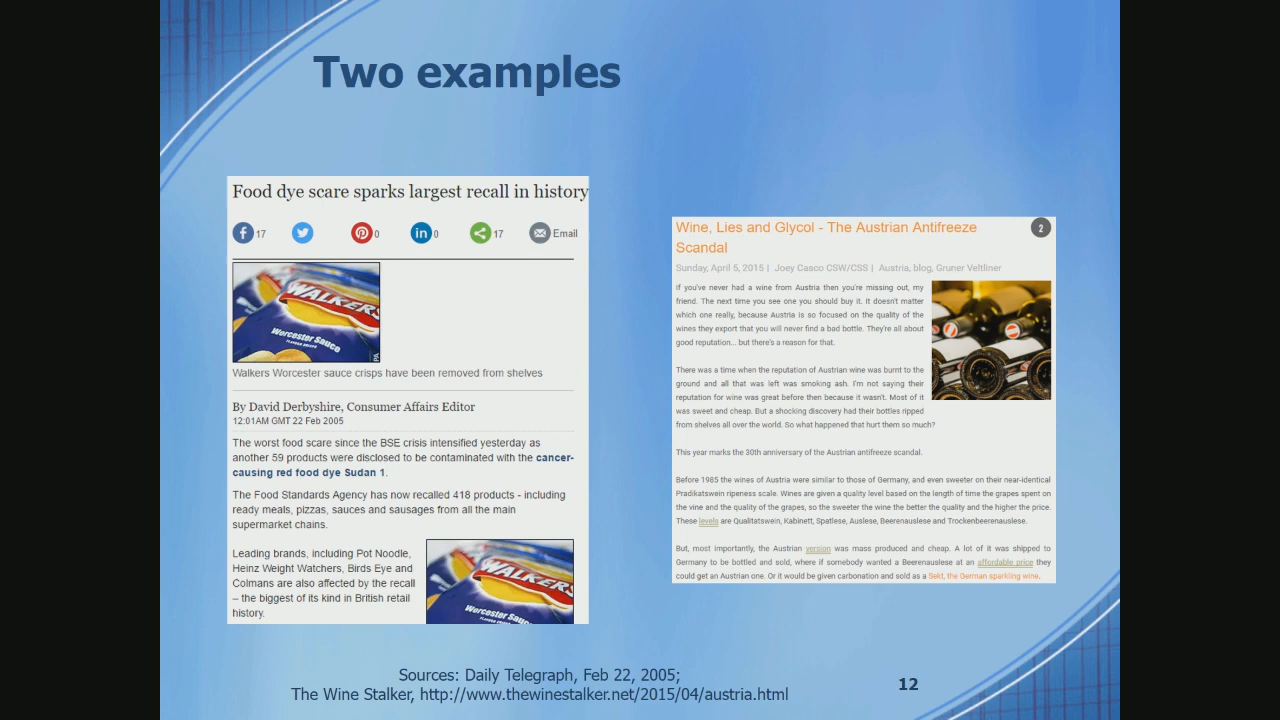 Two examples
Food dye scare sparks largest recall in history
17
0
0
17
Email
WALKERS
Worcester Sauce
FLAVOUR CRISPS
PA
Walkers Worcester sauce crisps have been removed from shelves
By David Derbyshire, Consumer Affairs Editor
12:01AM GMT 22 Feb 2005
The worst food scare since the BSE crisis intensified yesterday as
another 59 products were disclosed to be contaminated with the cancer-
causing red food dye Sudan 1.
The Food Standards Agency has now recalled 418 products - including
ready meals, pizzas, sauces and sausages from all the main
supermarket chains.
Leading brands, including Pot Noodle,
Heinz Weight Watchers, Birds Eye and
Colmans are also affected by the recall
– the biggest of its kind in British retail
history.
WALKERS
Worcester Sauce
Wine, Lies and Glycol - The Austrian Antifreeze
Scandal
2
Sunday, April 5, 2015 | Joey Casco CSW/CSS | Austria, blog, Gruner Veltliner
If you've never had a wine from Austria then you're missing out, my
friend. The next time you see one you should buy it. It doesn't matter
which one really, because Austria is so focused on the quality of the
wines they export that you will never find a bad bottle. They're all about
good reputation... but there's a reason for that.
There was a time when the reputation of Austrian wine was burnt to the
ground and all that was left was smoking ash. I'm not saying their
reputation for wine was great before then because it wasn't. Most of it
was sweet and cheap. But a shocking discovery had their bottles ripped
from shelves all over the world. So what happened that hurt them so much?
This year marks the 30th anniversary of the Austrian antifreeze scandal.
Before 1985 the wines of Austria were similar to those of Germany, and even sweeter on their near-identical
Pradikatswein ripeness scale. Wines are given a quality level based on the length of time the grapes spent on
the vine and the quality of the grapes, so the sweeter the wine the better the quality and the higher the price.
These levels are Qualitatswein, Kabinett, Spatlese, Auslese, Beerenauslese and Trockenbeerenauslese.
But, most importantly, the Austrian version was mass produced and cheap. A lot of it was shipped to
Germany to be bottled and sold, where if somebody wanted a Beerenauslese at an affordable price they
could get an Austrian one. Or it would be given carbonation and sold as a Sekt, the German sparkling wine.
Sources: Daily Telegraph, Feb 22, 2005;
The Wine Stalker, http://www.thewinestalker.net/2015/04/austria.html
12